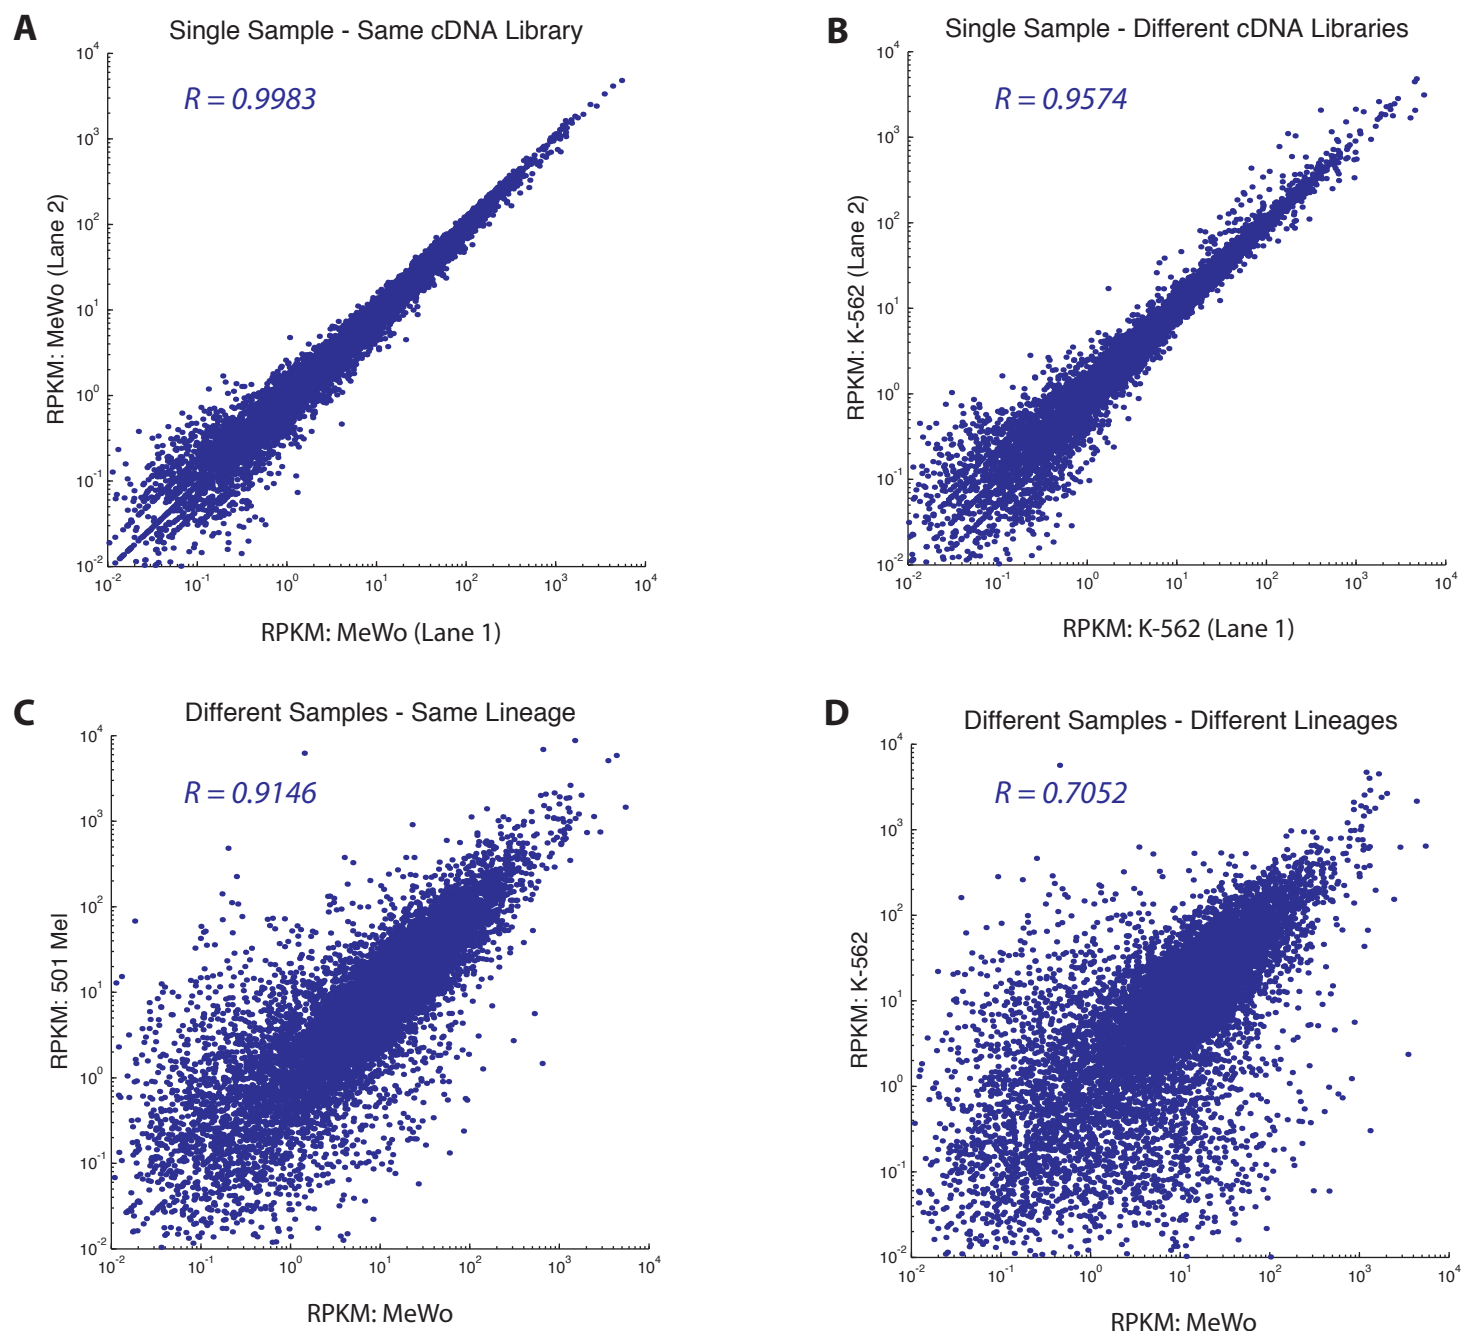 A
Single Sample - Same cDNA Library
R = 0.9983
10^4
10^3
10^2
10^1
10^0
10^-1
10^-2
RPKM: MeWo (Lane 2)
10^-2 10^-1 10^0 10^1 10^2 10^3 10^4
RPKM: MeWo (Lane 1)
B
Single Sample - Different cDNA Libraries
R = 0.9574
10^4
10^3
10^2
10^1
10^0
10^-1
10^-2
RPKM: K-562 (Lane 2)
10^-2 10^-1 10^0 10^1 10^2 10^3 10^4
RPKM: K-562 (Lane 1)
C
Different Samples - Same Lineage
R = 0.9146
10^4
10^3
10^2
10^1
10^0
10^-1
10^-2
RPKM: 501 Mel
10^-2 10^-1 10^0 10^1 10^2 10^3 10^4
RPKM: MeWo
D
Different Samples - Different Lineages
R = 0.7052
10^4
10^3
10^2
10^1
10^0
10^-1
10^-2
RPKM: K-562
10^-2 10^-1 10^0 10^1 10^2 10^3 10^4
RPKM: MeWo